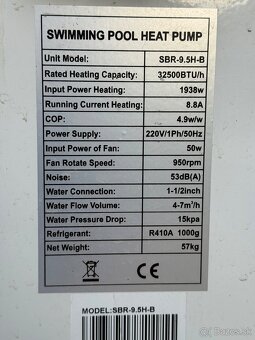 SWIMMING POOL HEAT PUMP
Unit Model: SBR-9.5H-B
Rated Heating Capacity: 32500BTU/h
Input Power Heating: 1938w
Running Current Heating: 8.8A
COP: 4.9w/w
Power Supply: 220V/1Ph/50Hz
Input Power of Fan: 50w
Fan Rotate Speed: 950rpm
Noise: 53dB(A)
Water Connection: 1-1/2inch
Water Flow Volume: 4-7m³/h
Water Pressure Drop: 15kpa
Refrigerant: R410A 1000g
Net Weight: 57kg
CE
MODEL:SBR-9.5H-B
bazos.sk